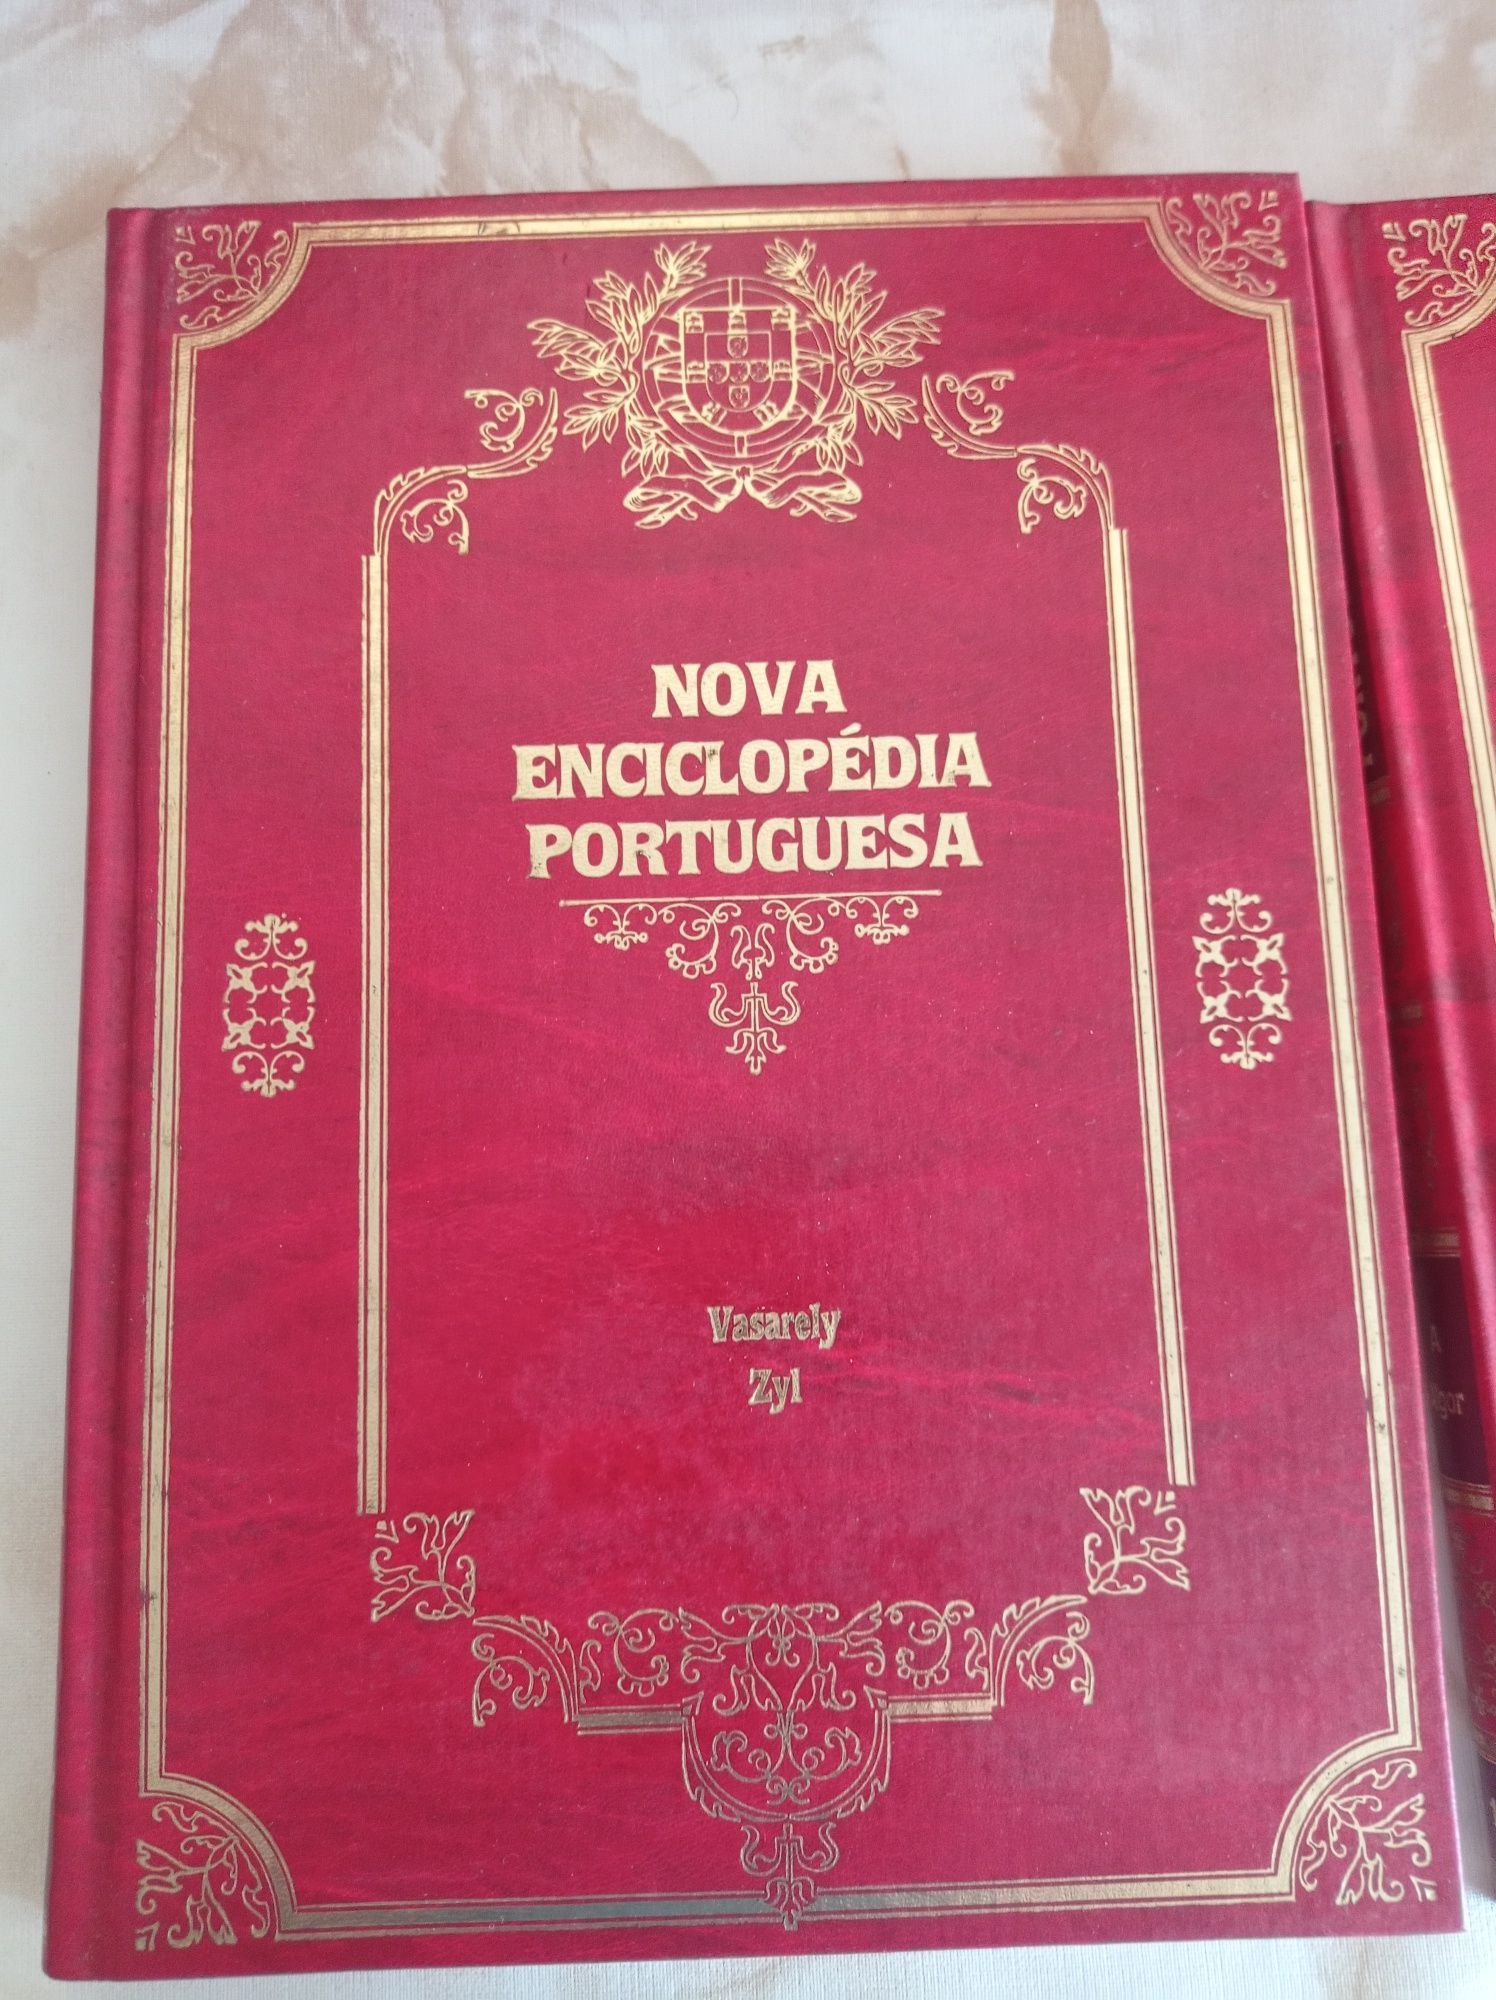 NOVA
ENCICLOPÉDIA
PORTUGUESA
Vasarely
Zyl
A